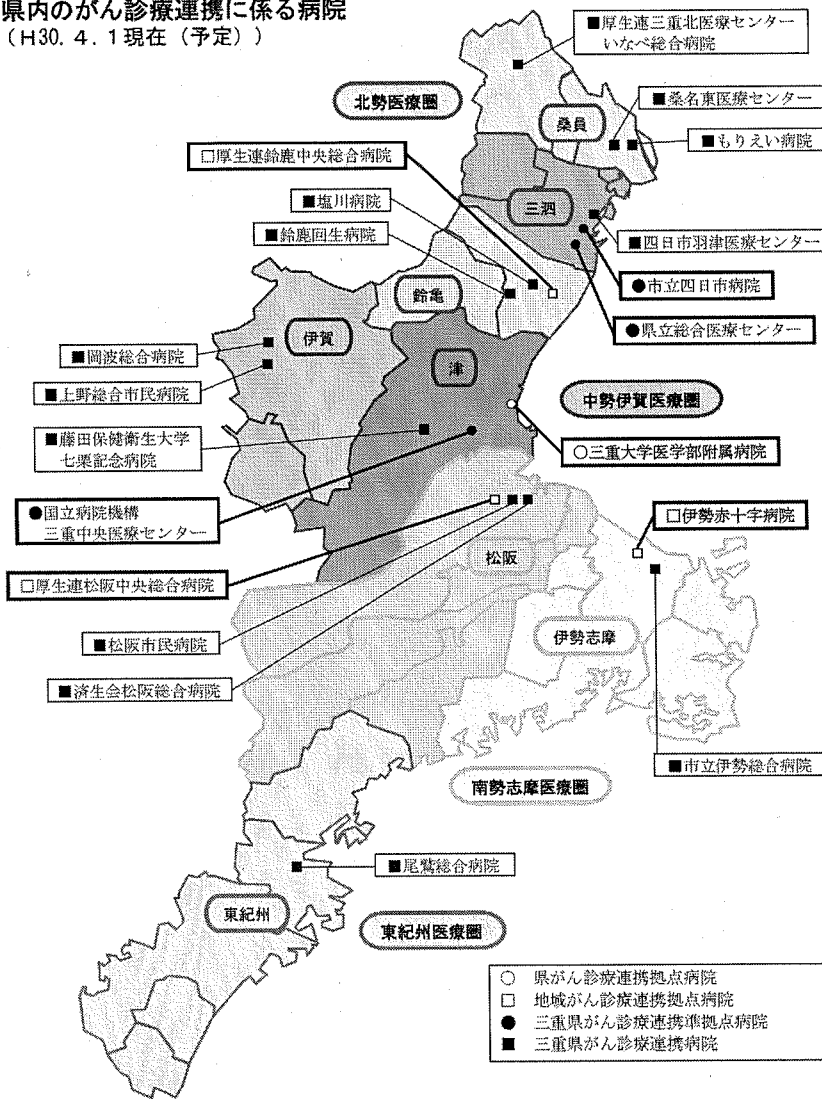 県内のがん診療連携に係る病院
(H30.4.1現在(予定))
■厚生連三重北医療センター
いなべ総合病院
北勢医療圏
■桑名東医療センター
桑員
□厚生連鈴鹿中央総合病院
■もりえい病院
■塩川病院
三泗
■鈴鹿回生病院
■四日市羽津医療センター
●市立四日市病院
鈴亀
伊賀
●県立総合医療センター
■岡波総合病院
津
■上野総合市民病院
中勢伊賀医療圏
■藤田保健衛生大学
七栗記念病院
○三重大学医学部附属病院
●国立病院機構
三重中央医療センター
□伊勢赤十字病院
松阪
□厚生連松阪中央総合病院
伊勢志摩
■松阪市民病院
■済生会松阪総合病院
■市立伊勢総合病院
南勢志摩医療圏
■尾鷲総合病院
東紀州
東紀州医療圏
○ 県がん診療連携拠点病院
□ 地域がん診療連携拠点病院
● 三重県がん診療連携準拠点病院
■ 三重県がん診療連携病院